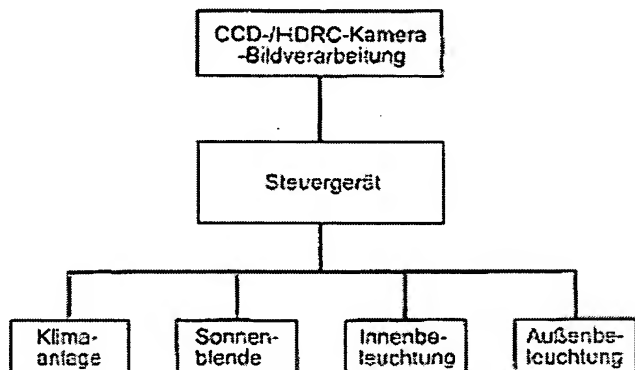 CCD-/HDRC-Kamera
-Bildverarbeitung
Steuergerät
Klima-
anlage
Sonnen-
blende
Innenbe-
leuchtung
Außenbe-
leuchtung